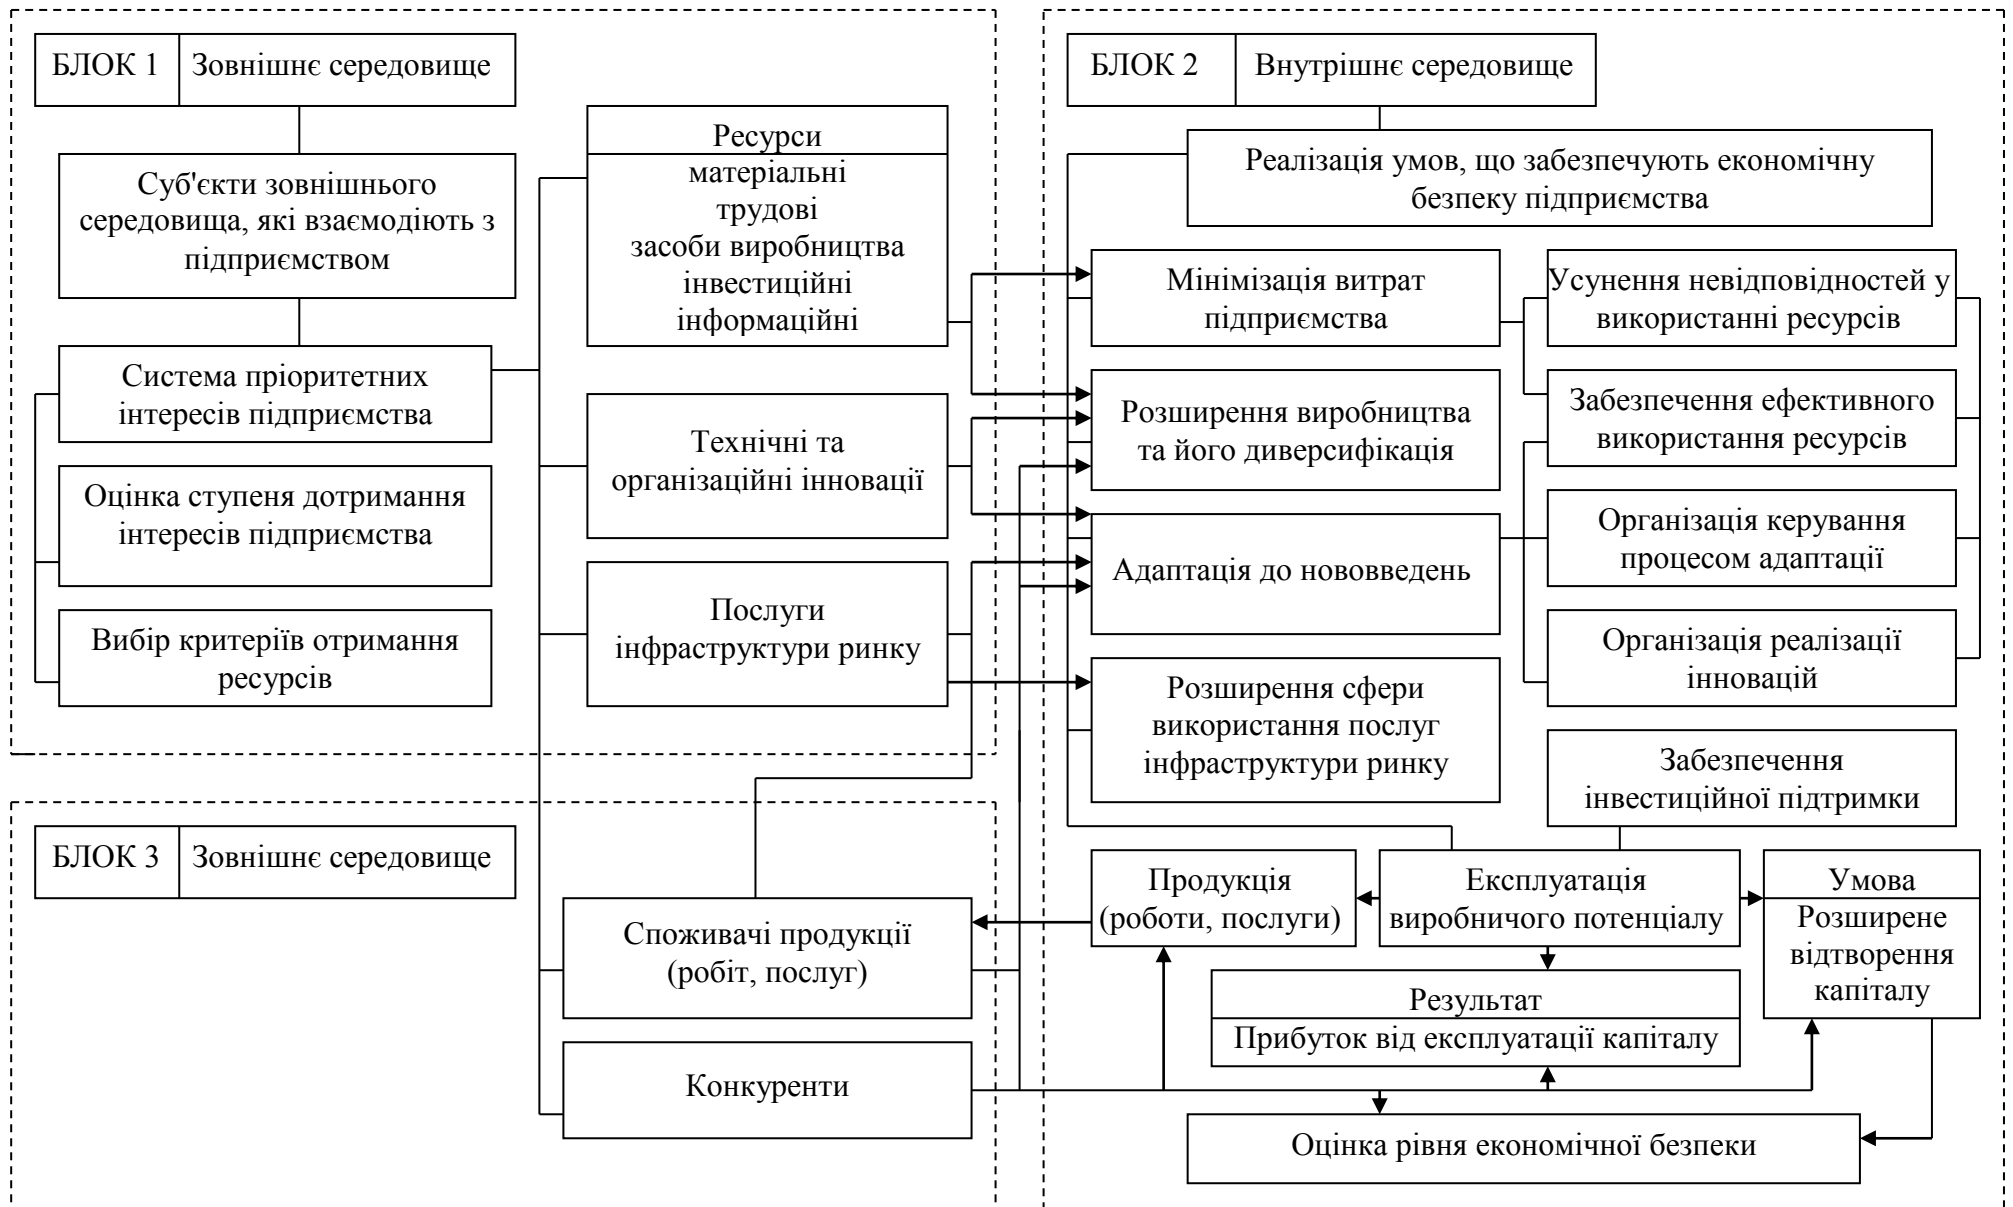 БЛОК 1
Зовнішнє середовище
Суб'єкти зовнішнього
середовища, які взаємодіють з
підприємством
Система пріоритетних
інтересів підприємства
Оцінка ступеня дотримання
інтересів підприємства
Вибір критеріїв отримання
ресурсів
Ресурси
матеріальні
трудові
засоби виробництва
інвестиційні
інформаційні
Технічні та
організаційні інновації
Послуги
інфраструктури ринку
БЛОК 2
Внутрішнє середовище
Реалізація умов, що забезпечують економічну
безпеку підприємства
Мінімізація витрат
підприємства
Розширення виробництва
та його диверсифікація
Адаптація до нововведень
Розширення сфери
використання послуг
інфраструктури ринку
Усунення невідповідностей у
використанні ресурсів
Забезпечення ефективного
використання ресурсів
Організація керування
процесом адаптації
Організація реалізації
інновацій
Забезпечення
інвестиційної підтримки
БЛОК 3
Зовнішнє середовище
Споживачі продукції
(робіт, послуг)
Конкуренти
Продукція
(роботи, послуги)
Експлуатація
виробничого потенціалу
Умова
Розширене
відтворення
капіталу
Результат
Прибуток від експлуатації капіталу
Оцінка рівня економічної безпеки